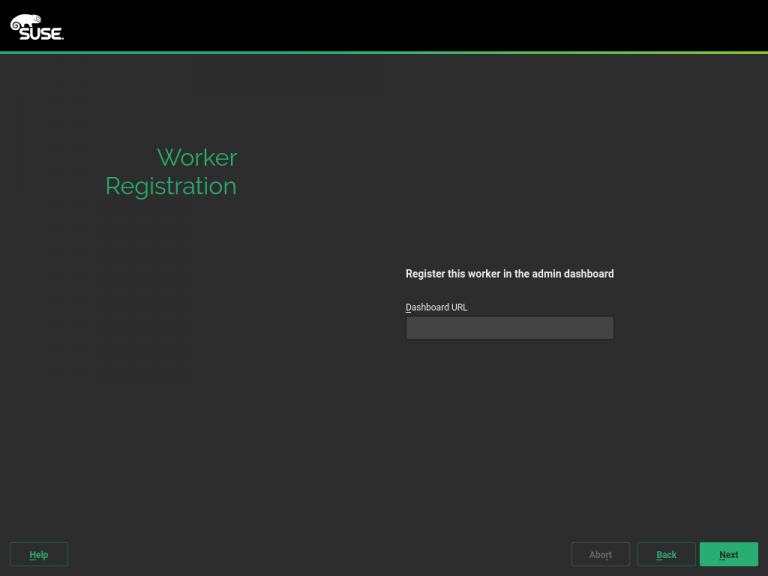 SUSE
Worker
Registration
Register this worker in the admin dashboard
Dashboard URL
Help
Abort
Back
Next